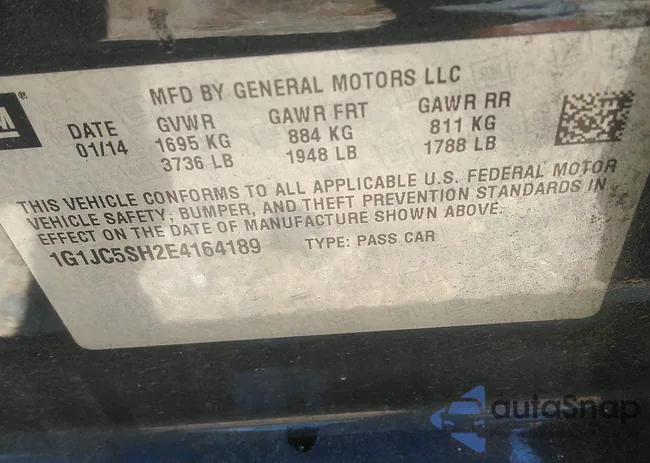 MFD BY GENERAL MOTORS LLC
GM ®
DATE GVWR GAWR FRT GAWR RR
01/14 1695 KG 884 KG 811 KG
3736 LB 1948 LB 1788 LB
THIS VEHICLE CONFORMS TO ALL APPLICABLE U.S. FEDERAL MOTOR
VEHICLE SAFETY, BUMPER, AND THEFT PREVENTION STANDARDS IN
EFFECT ON THE DATE OF MANUFACTURE SHOWN ABOVE.
1G1JC5SH2E4164189 TYPE: PASS CAR
autaSnap